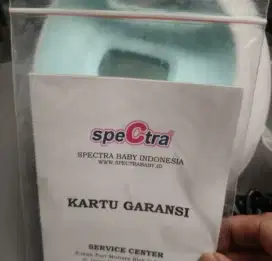 speCtra
SPECTRA BABY INDONESIA
WWW.SPECTRABABY.ID
KARTU GARANSI
SERVICE CENTER